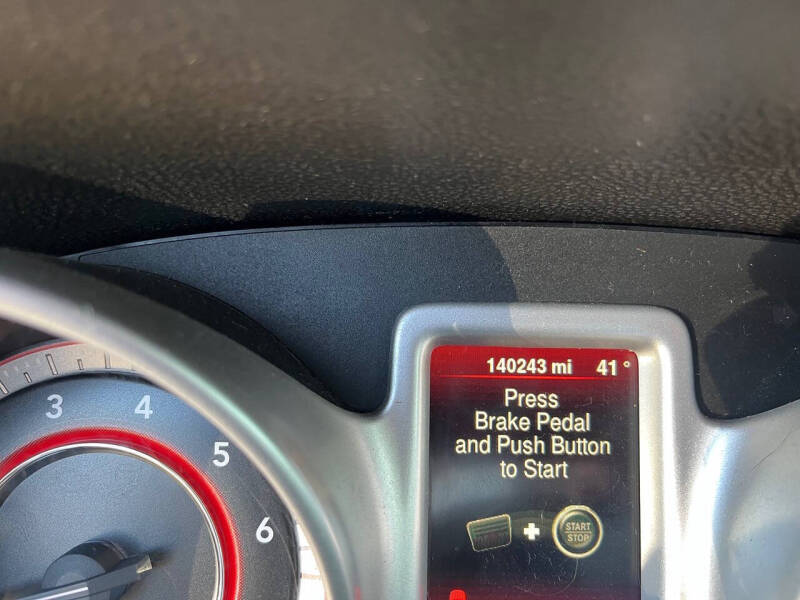 140243 mi 41°
Press
Brake Pedal
and Push Button
to Start
START
STOP
3
4
5
6